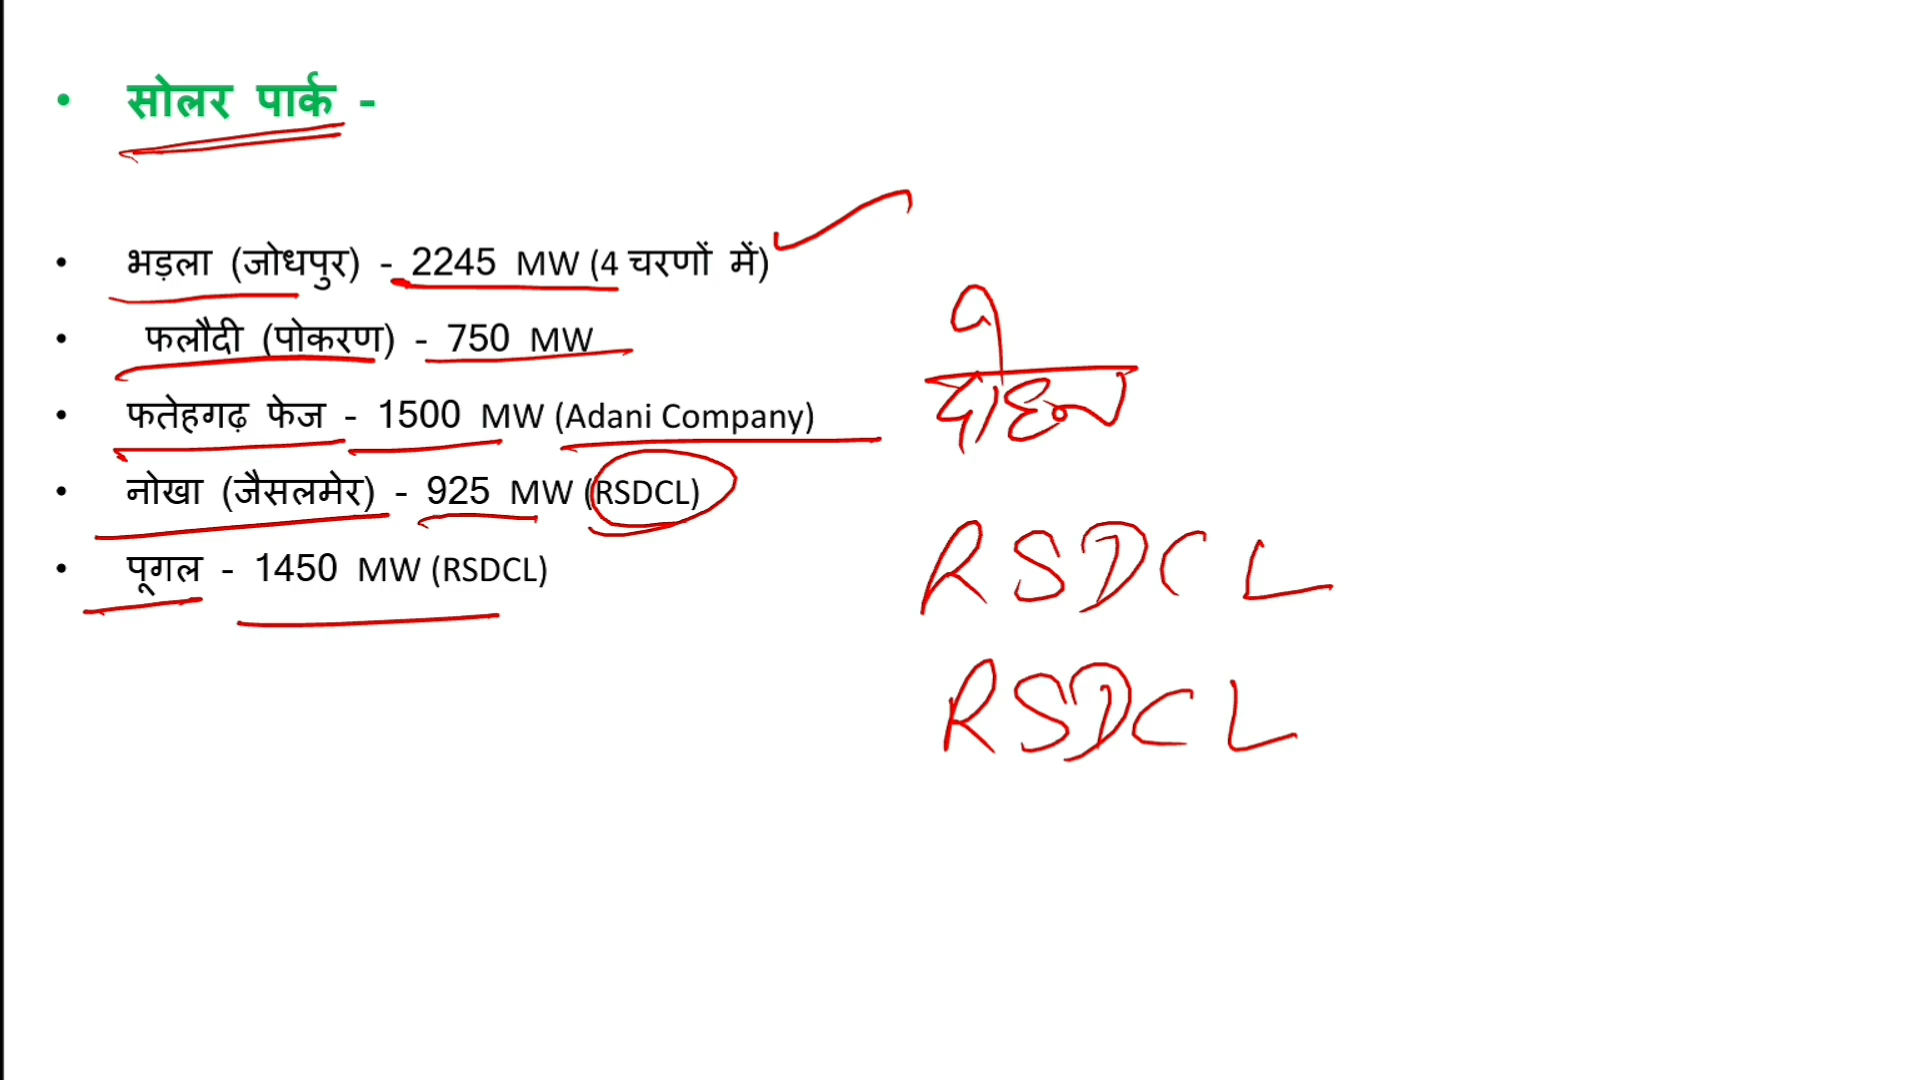 • सोलर पार्क -
• भड़ला (जोधपुर) - 2245 MW (4 चरणों में)
• फलौदी (पोकरण) - 750 MW
• फतेहगढ़ फेज - 1500 MW (Adani Company)
• नोखा (जैसलमेर) - 925 MW (RSDCL)
• पूगल - 1450 MW (RSDCL)
RSDCL
RSDCL